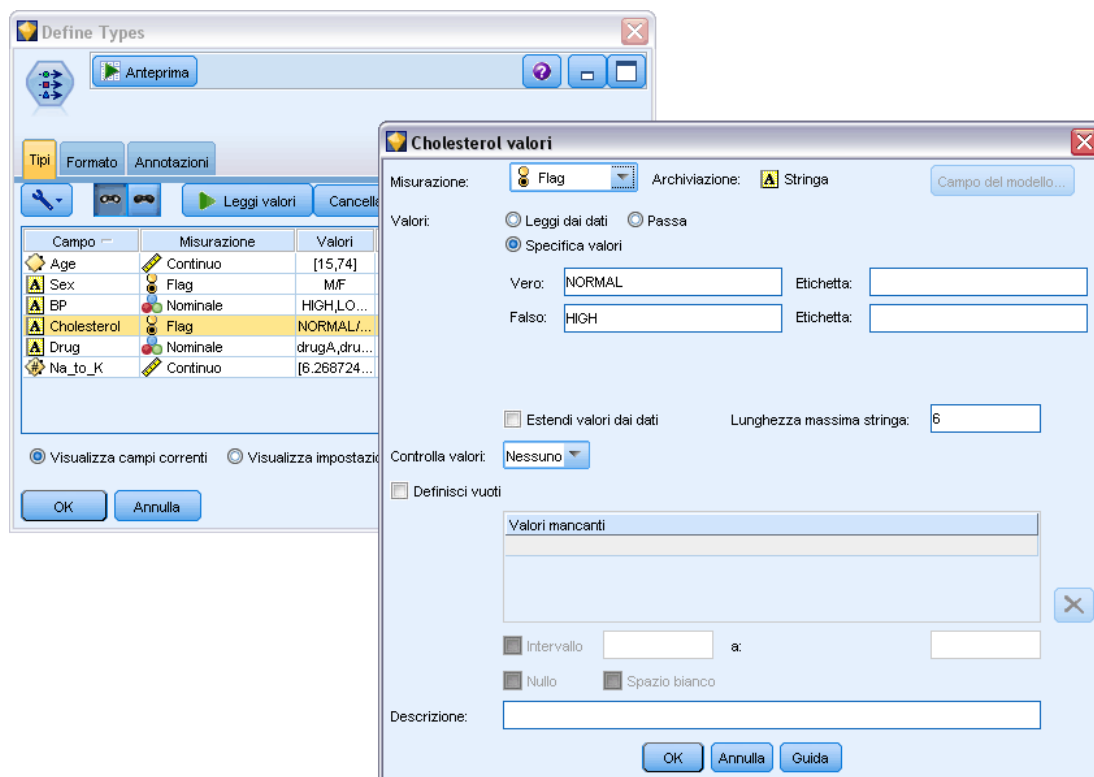 Define Types
Anteprima
Tipi Formato Annotazioni
Leggi valori Cancella
Campo Misurazione Valori
Age Continuo [15,74]
A Sex Flag M/F
A BP Nominale HIGH,LO...
A Cholesterol Flag NORMAL/...
A Drug Nominale drugA,dru...
# Na_to_K Continuo [6.268724...
Visualizza campi correnti Visualizza impostazio
OK Annulla
Cholesterol valori
Misurazione: Flag Archiviazione: A Stringa Campo del modello...
Valori: Leggi dai dati Passa
Specifica valori
Vero: NORMAL Etichetta:
Falso: HIGH Etichetta:
Estendi valori dai dati Lunghezza massima stringa: 6
Controlla valori: Nessuno
Definisci vuoti
Valori mancanti
Intervallo a:
Nullo Spazio bianco
Descrizione:
OK Annulla Guida